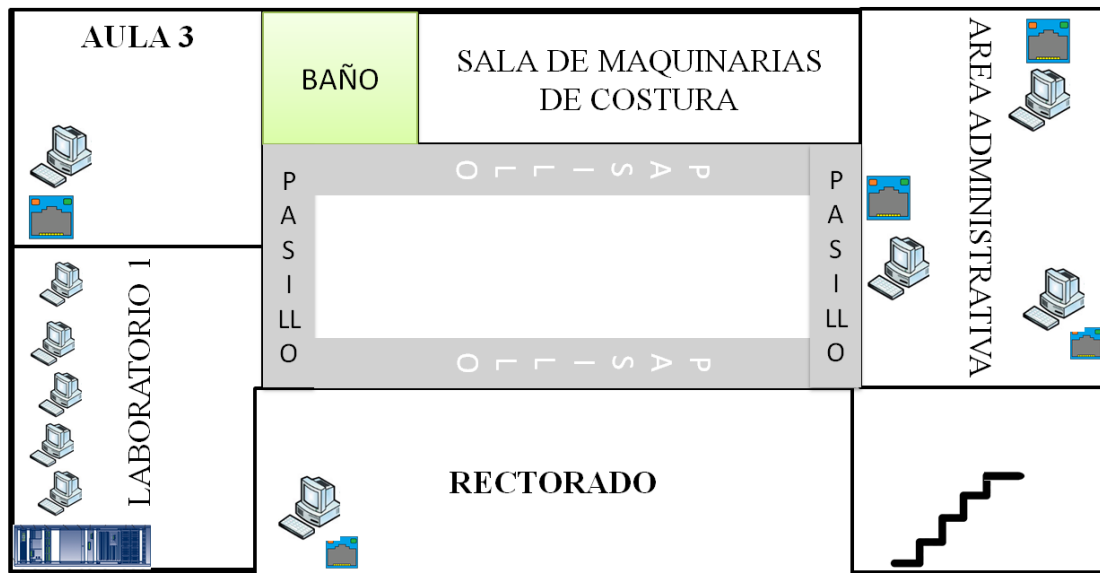 AULA 3
BAÑO
SALA DE MAQUINARIAS
DE COSTURA
AREA ADMINISTRATIVA
PASILLO
PASILLO
PASILLO
LABORATORIO 1
PASILLO
RECTORADO